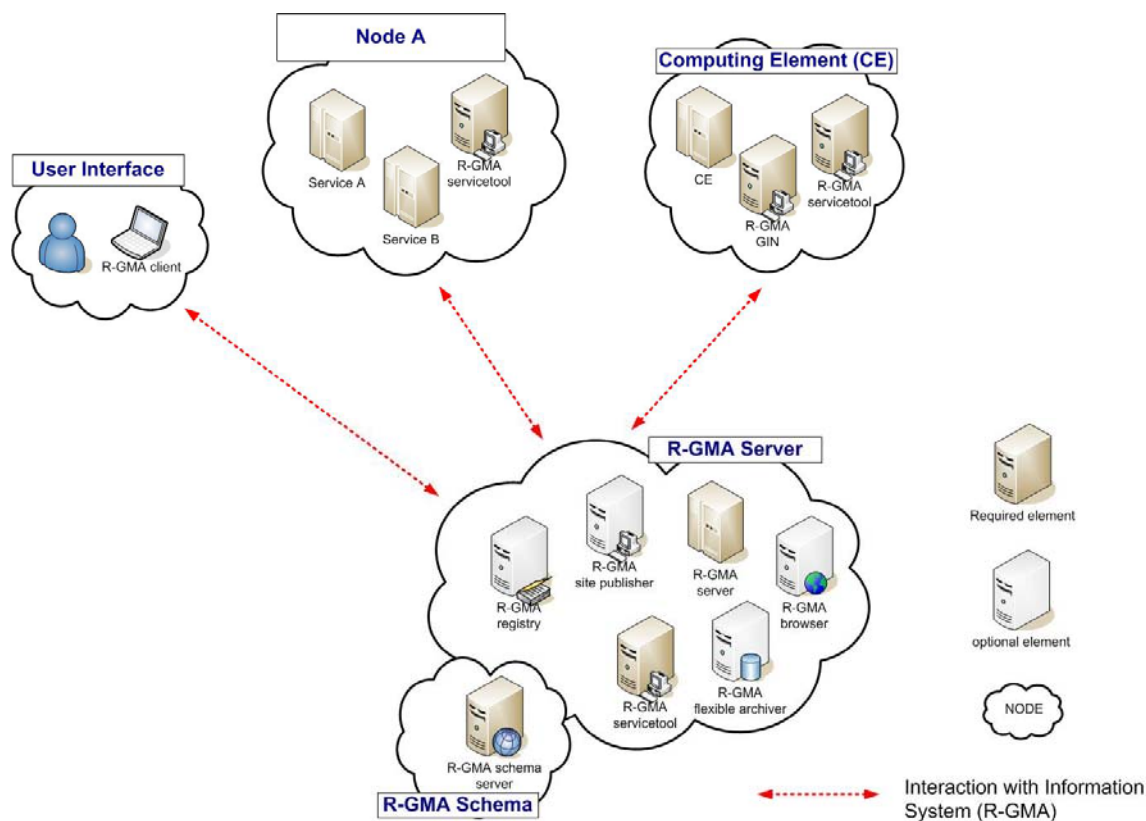 Node A
Computing Element (CE)
User Interface
Service A
R-GMA
servicetool
Service B
CE
R-GMA
servicetool
R-GMA
GIN
R-GMA client
R-GMA Server
R-GMA
registry
R-GMA
site publisher
R-GMA
server
R-GMA
browser
R-GMA
servicetool
R-GMA
flexible archiver
R-GMA schema
server
R-GMA Schema
Required element
optional element
NODE
Interaction with Information
System (R-GMA)